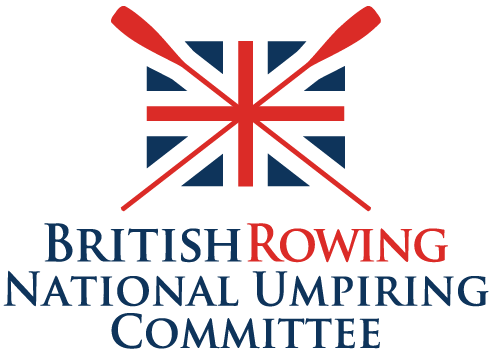 BRITISH ROWING
NATIONAL UMPIRING
COMMITTEE